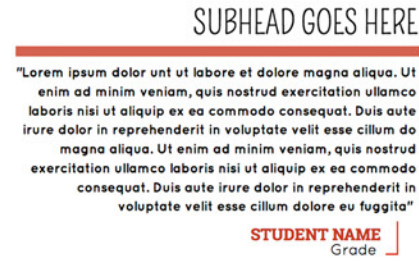 SUBHEAD GOES HERE
"Lorem ipsum dolor unt ut labore et dolore magna aliqua. Ut
enim ad minim veniam, quis nostrud exercitation ullamco
laboris nisi ut aliquip ex ea commodo consequat. Duis aute
irure dolor in reprehenderit in voluptate velit esse cillum do
magna aliqua. Ut enim ad minim veniam, quis nostrud
exercitation ullamco laboris nisi ut aliquip ex ea commodo
consequat. Duis aute irure dolor in reprehenderit in
voluptate velit esse cillum dolore eu fuggita"
STUDENT NAME
Grade